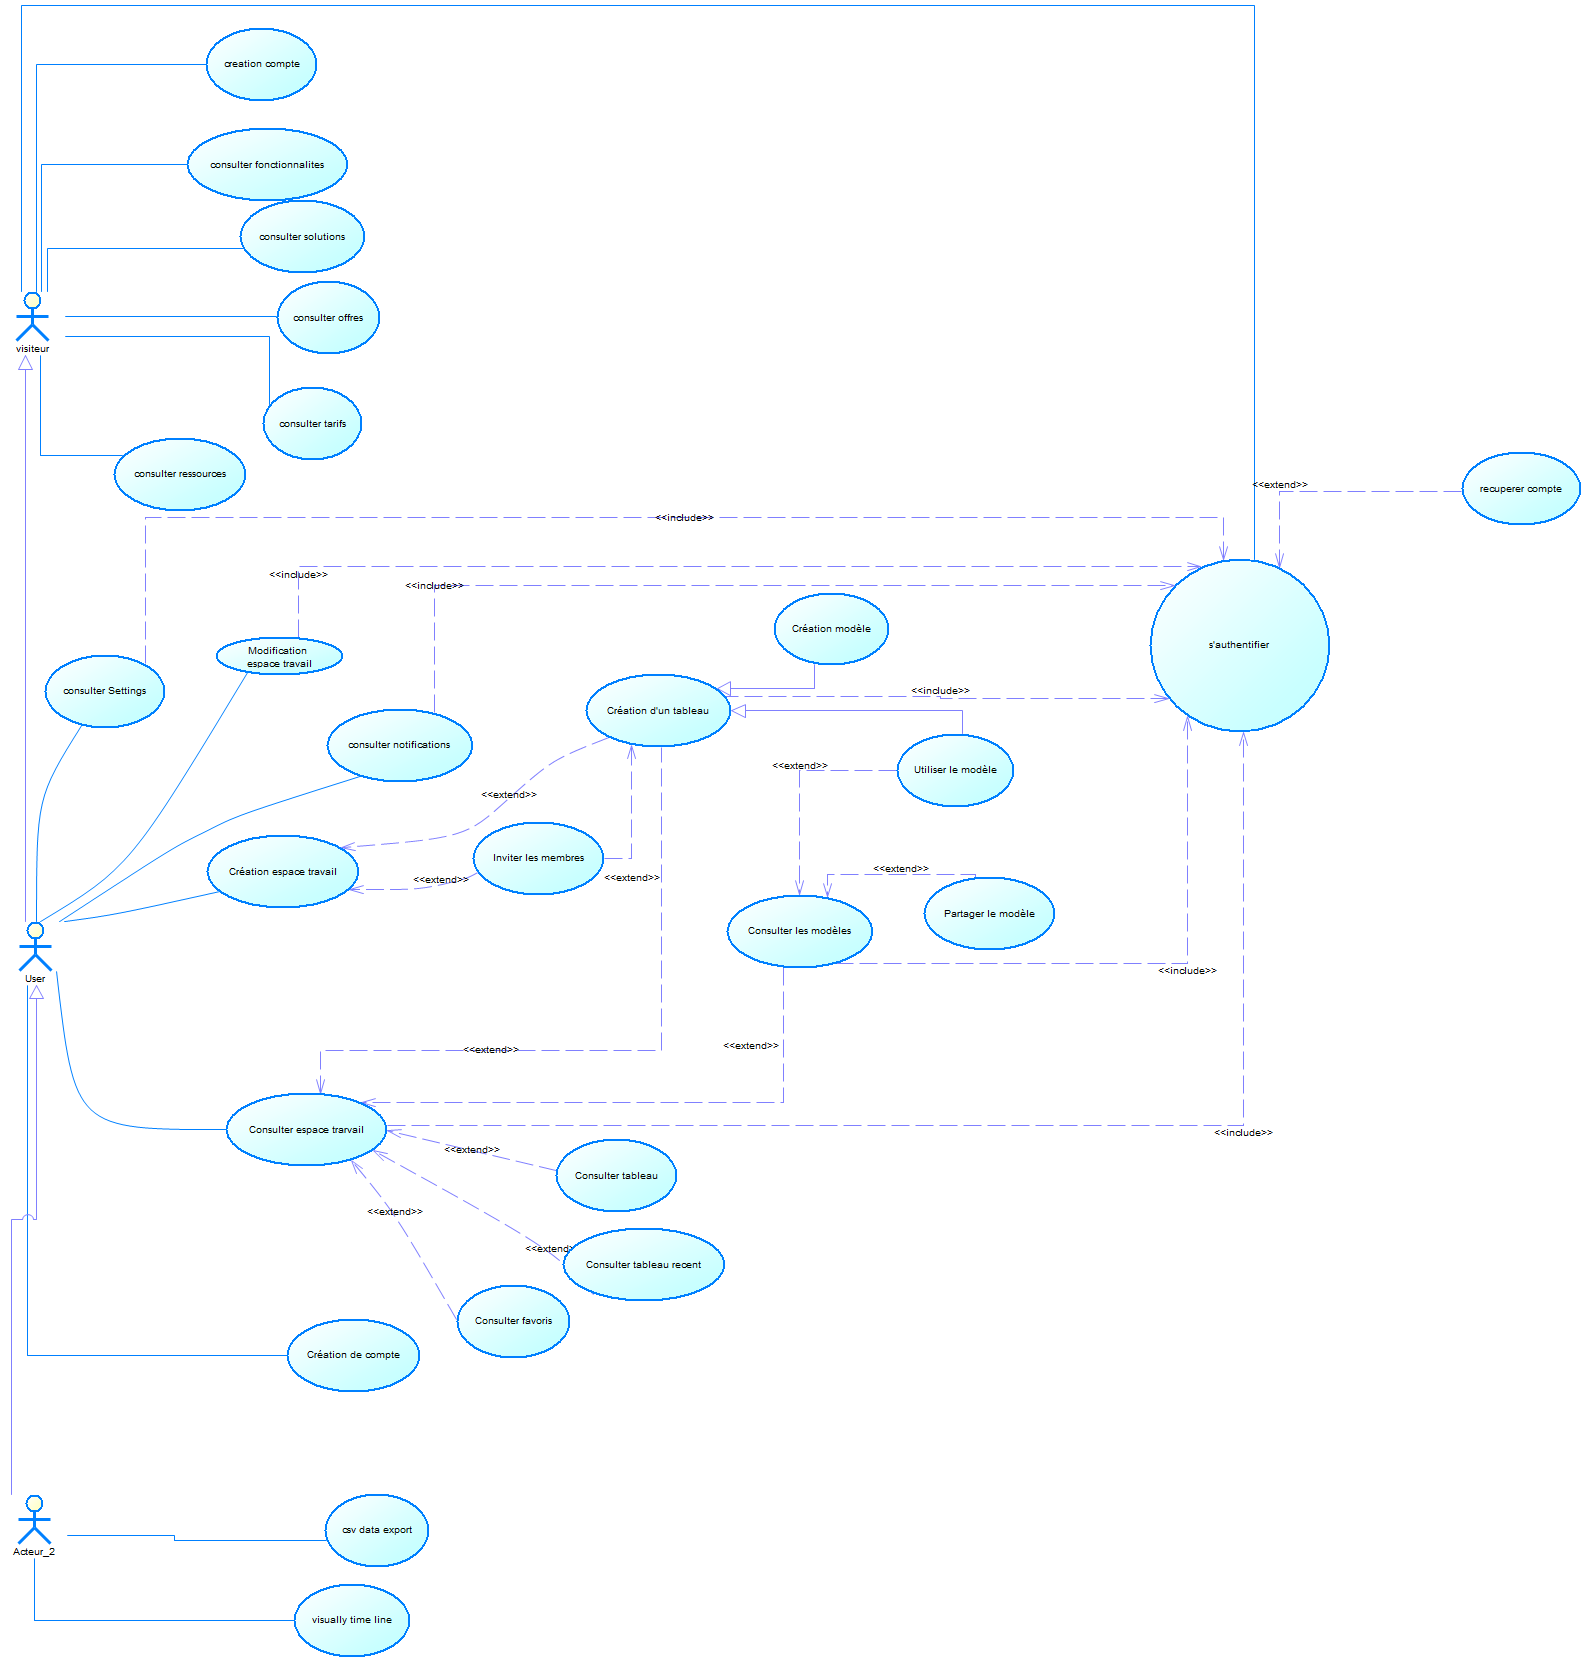 creation compte
consulter fonctionnalites
consulter solutions
consulter offres
visiteur
consulter tarifs
consulter ressources
<<extend>>
recuperer compte
<<include>>
<<include>>
<<include>>
Création modèle
s'authentifier
Modification
espace travail
consulter Settings
<<include>>
Création d'un tableau
consulter notifications
<<extend>>
Utiliser le modèle
<<extend>>
Inviter les membres
Création espace travail
<<extend>>
<<extend>>
<<extend>>
Partager le modèle
Consulter les modèles
<<include>>
User
<<extend>>
<<extend>>
Consulter espace trarvail
<<include>>
<<extend>>
Consulter tableau
<<extend>>
<<extend>
Consulter tableau recent
Consulter favoris
Création de compte
csv data export
Acteur_2
visually time line